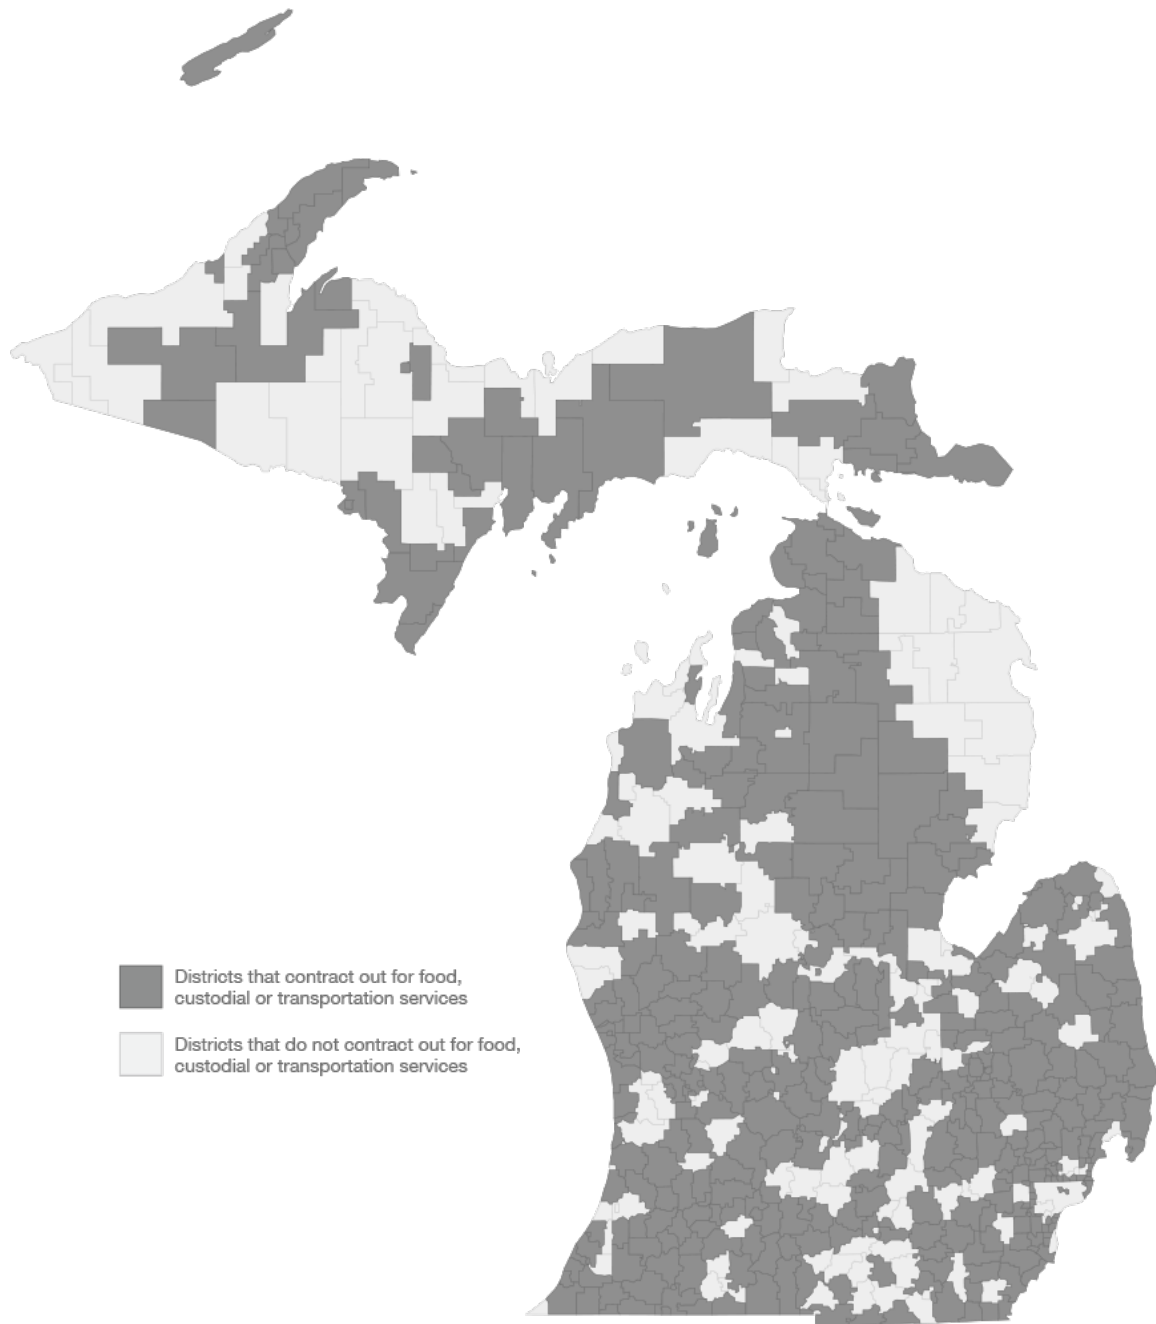 Districts that contract out for food,
custodial or transportation services
Districts that do not contract out for food,
custodial or transportation services